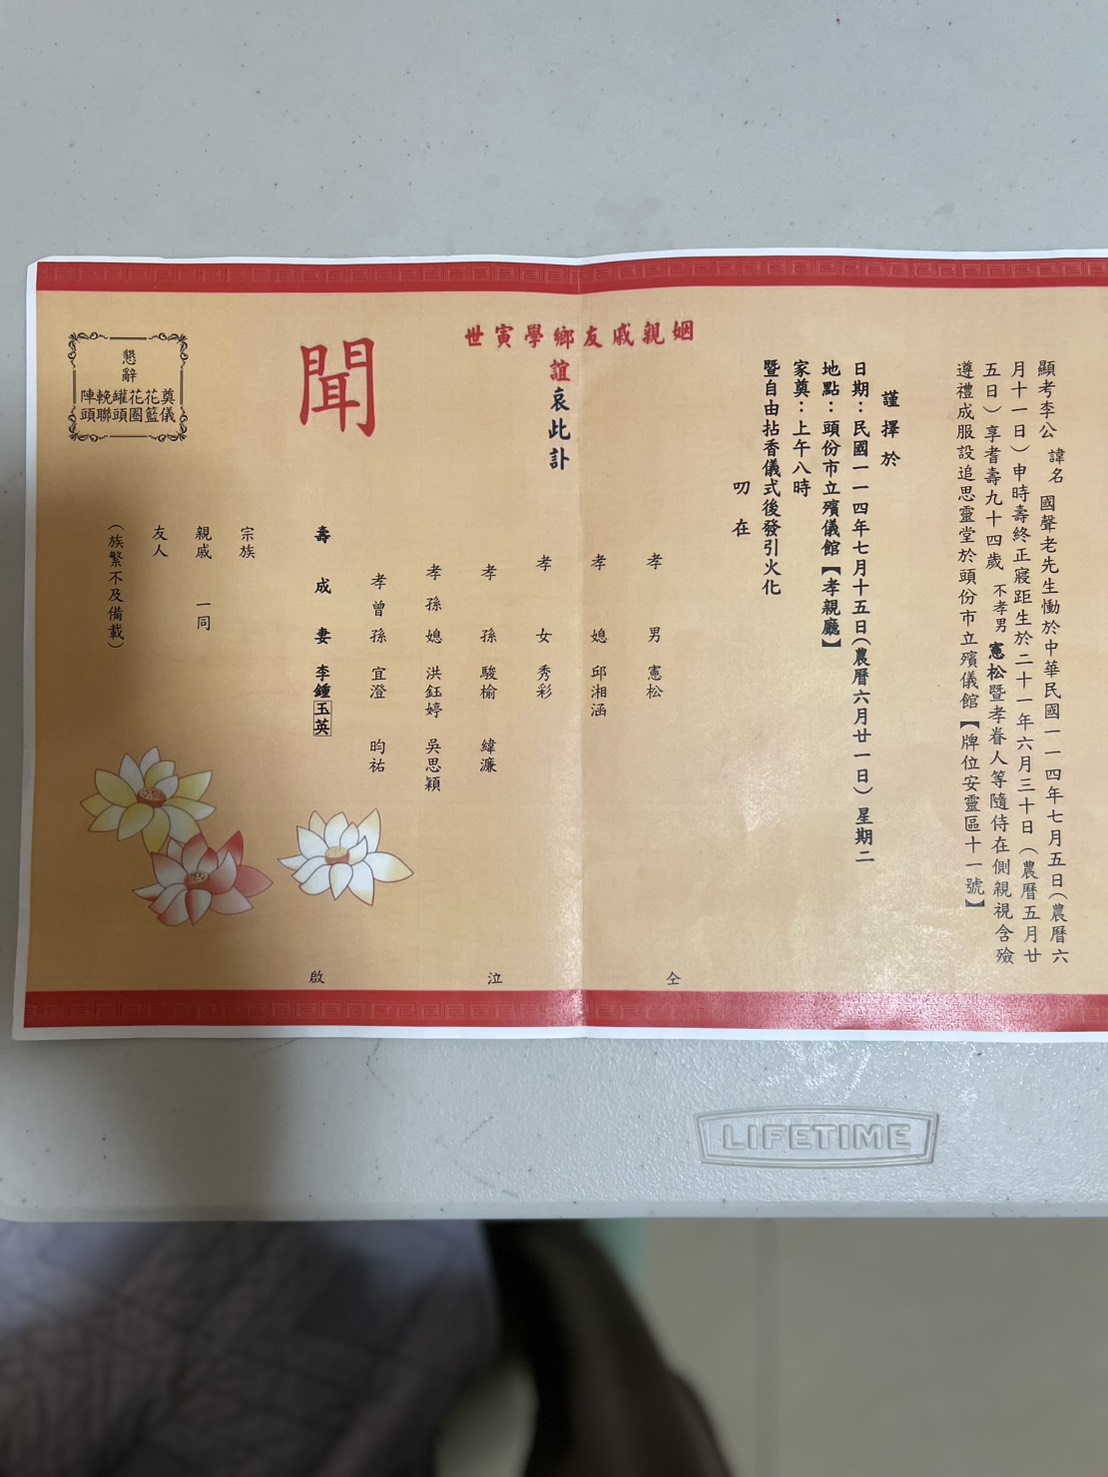 顯考李公諱名國聲老先生慟於中華民國一一四年七月五日(農曆六
月十一日)申時壽終正寢距生於二十一年六月三十日(農曆五月廿
五日)享耆壽九十四歲 不孝男憲松暨孝眷人等隨侍在側親視含殮
遵禮成服設追思靈堂於頭份市立殯儀館【牌位安靈區十一號】
謹擇於
日期:民國一一四年七月十五日(農曆六月廿一日)星期二
地點:頭份市立殯儀館【孝親廳】
家奠:上午八時
暨自由拈香儀式後發引火化
叨在
姻親戚友鄉學寅世
誼哀此訃
聞
孝男 憲松
孝媳 邱湘涵
孝女 秀彩
孝孫 駿榆 緯濂
孝孫媳 洪鈺婷 吳思穎
孝曾孫 宜澄 昀祐
壽成妻 李鍾玉英
仝泣啟
宗族
親戚 一同
友人
(族繁不及備載)
懇辭
奠儀
花籃
花圈
罐頭
輓聯
陣頭
LIFETIME